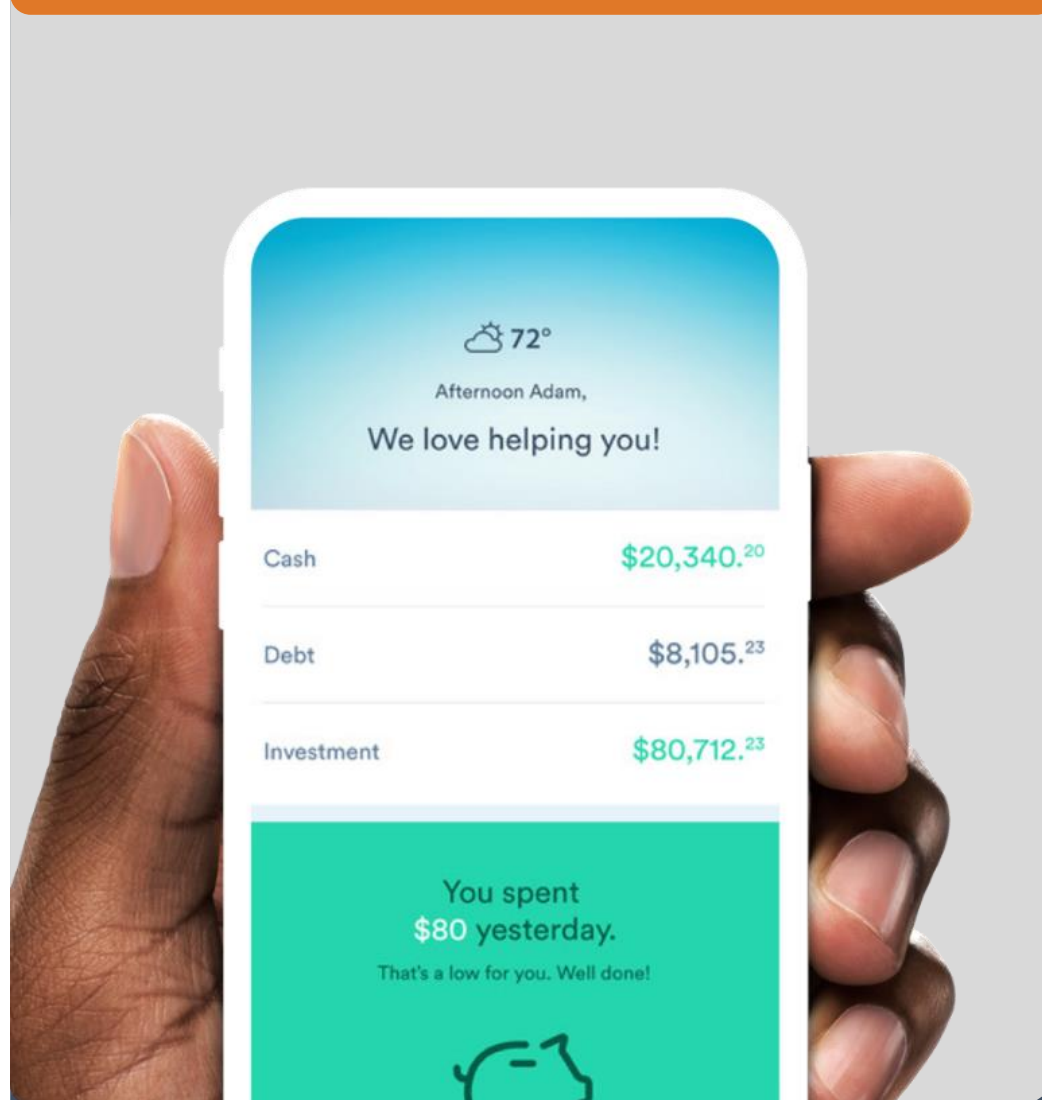 72°
Afternoon Adam,
We love helping you!
Cash $20,340.20
Debt $8,105.23
Investment $80,712.23
You spent
$80 yesterday.
That's a low for you. Well done!